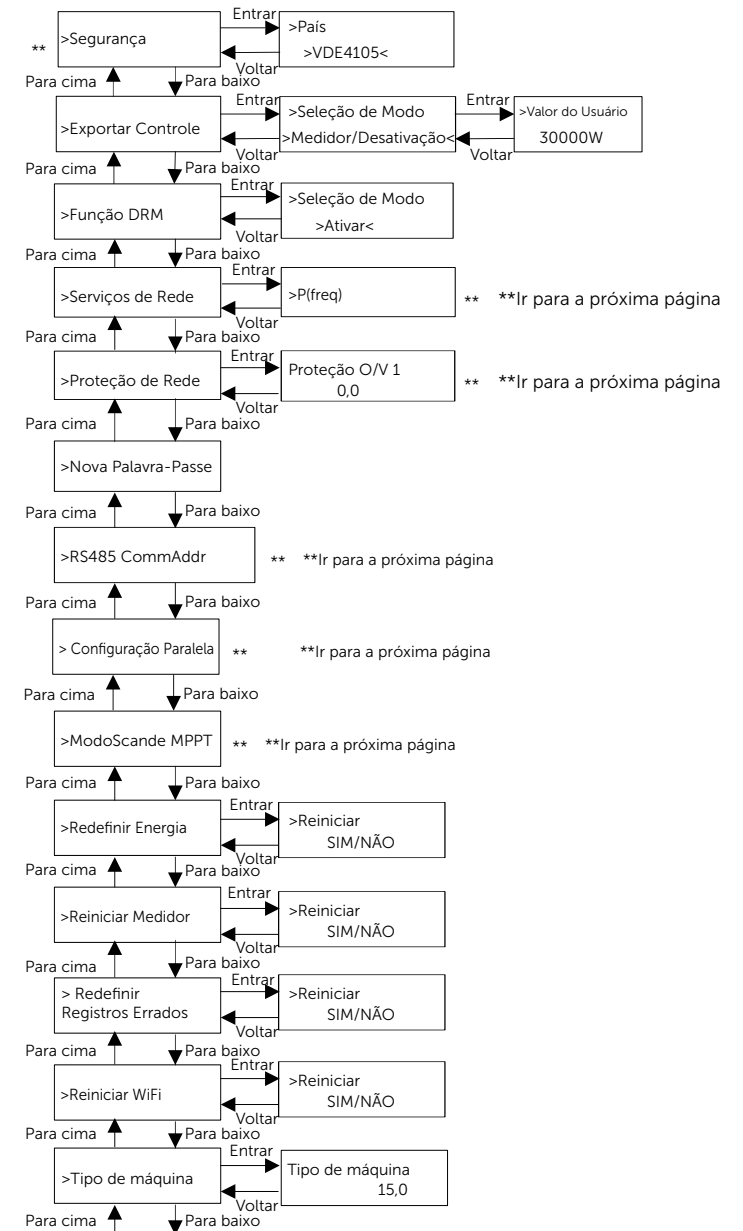 Entrar
>Segurança
>País
**
>VDE4105<
Voltar
Para cima
Para baixo
Entrar
Entrar
>Exportar Controle
>Seleção de Modo
>Valor do Usuário
>Medidor/Desativação<
30000W
Voltar
Voltar
Para cima
Para baixo
Entrar
>Função DRM
>Seleção de Modo
>Ativar<
Voltar
Para cima
Para baixo
Entrar
>Serviços de Rede
>P(freq)
** **Ir para a próxima página
Voltar
Para cima
Para baixo
Entrar
>Proteção de Rede
Proteção O/V 1
0,0
** **Ir para a próxima página
Voltar
Para cima
Para baixo
>Nova Palavra-Passe
Para cima
Para baixo
>RS485 CommAddr
** **Ir para a próxima página
Para cima
Para baixo
> Configuração Paralela
** **Ir para a próxima página
Para cima
Para baixo
>ModoScande MPPT
** **Ir para a próxima página
Para cima
Para baixo
Entrar
>Redefinir Energia
>Reiniciar
SIM/NÃO
Voltar
Para cima
Para baixo
Entrar
>Reiniciar Medidor
>Reiniciar
SIM/NÃO
Voltar
Para cima
Para baixo
Entrar
> Redefinir
Registros Errados
>Reiniciar
SIM/NÃO
Voltar
Para cima
Para baixo
Entrar
>Reiniciar WiFi
>Reiniciar
SIM/NÃO
Voltar
Para cima
Para baixo
Entrar
>Tipo de máquina
Tipo de máquina
15,0
Voltar
Para cima
Para baixo